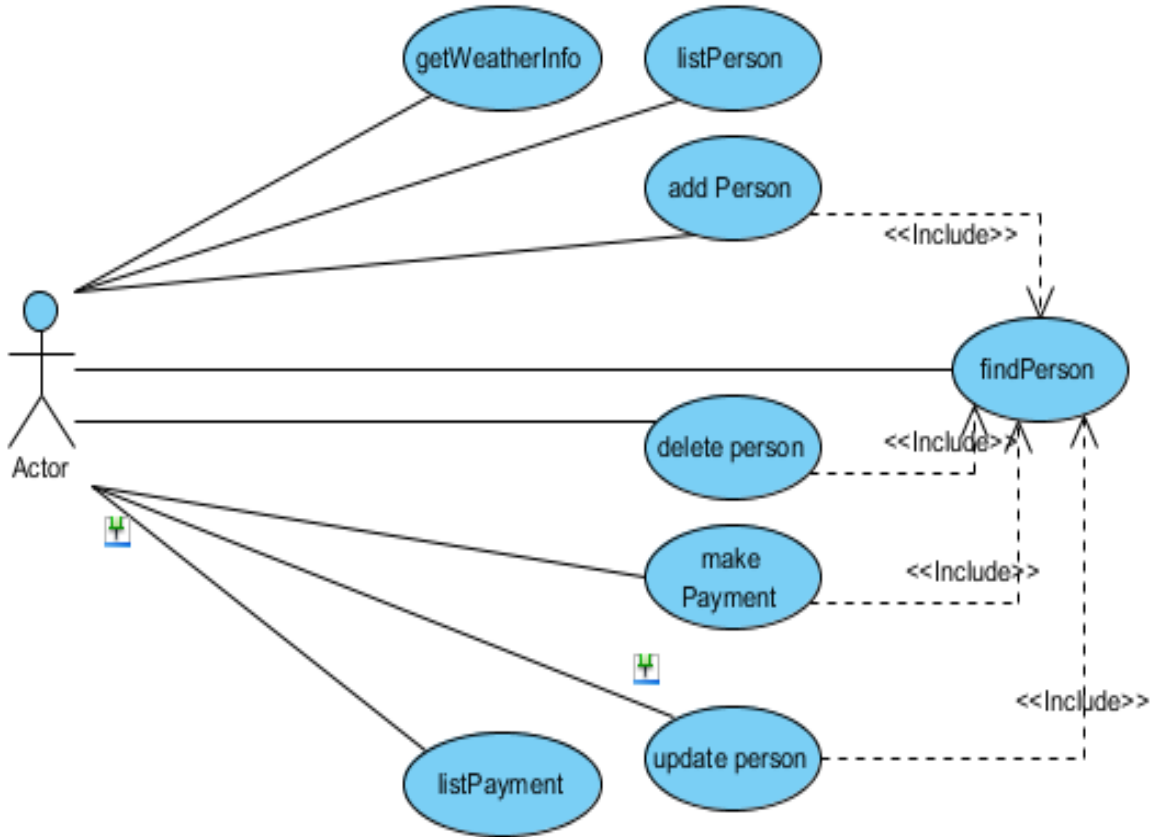 getWeatherInfo
listPerson
add Person
<<Include>>
findPerson
delete person
<<Include>>
Actor
make
Payment
<<Include>>
<<Include>>
update person
listPayment